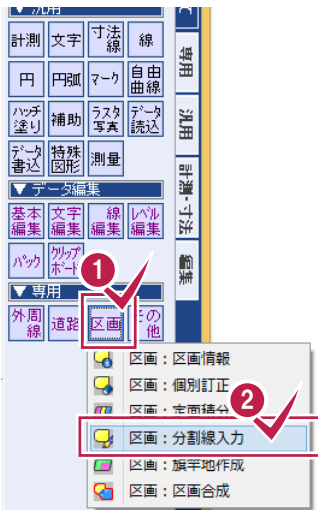 ▼ 汎用
計測 文字 寸法線 線
円 円弧 マーク 自由曲線
ハッチ塗り 補助 ラスタ写真 データ読込
データ書込 特殊図形 測量
▼ データ編集
基本編集 文字編集 線編集 レベル編集
パック クリップボード
▼ 専用
外周線 道路 区画 その他
専用
汎用
計測・寸法
編集
1
区画：区画情報
区画：個別訂正
2
区画：定面積分
区画：分割線入力
区画：旗竿地作成
区画：区画合成